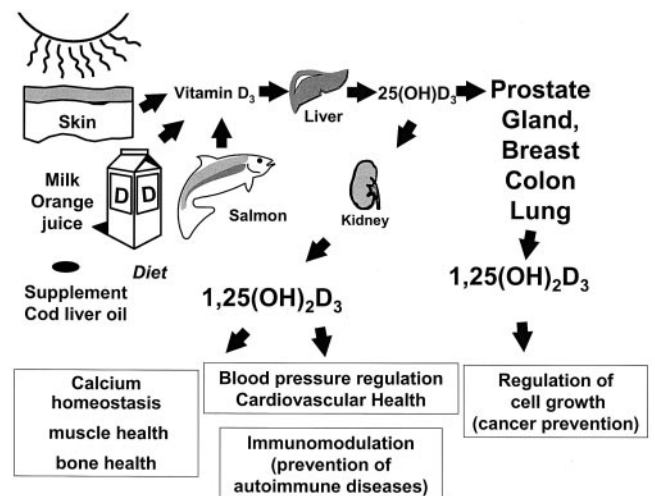 Skin
Vitamin D₃
Liver
25(OH)D₃
Prostate
Gland,
Breast
Colon
Lung
Milk
Orange
juice
D D
Salmon
Kidney
Diet
Supplement
Cod liver oil
1,25(OH)₂D₃
1,25(OH)₂D₃
Calcium
homeostasis
muscle health
bone health
Blood pressure regulation
Cardiovascular Health
Immunomodulation
(prevention of
autoimmune diseases)
Regulation of
cell growth
(cancer prevention)